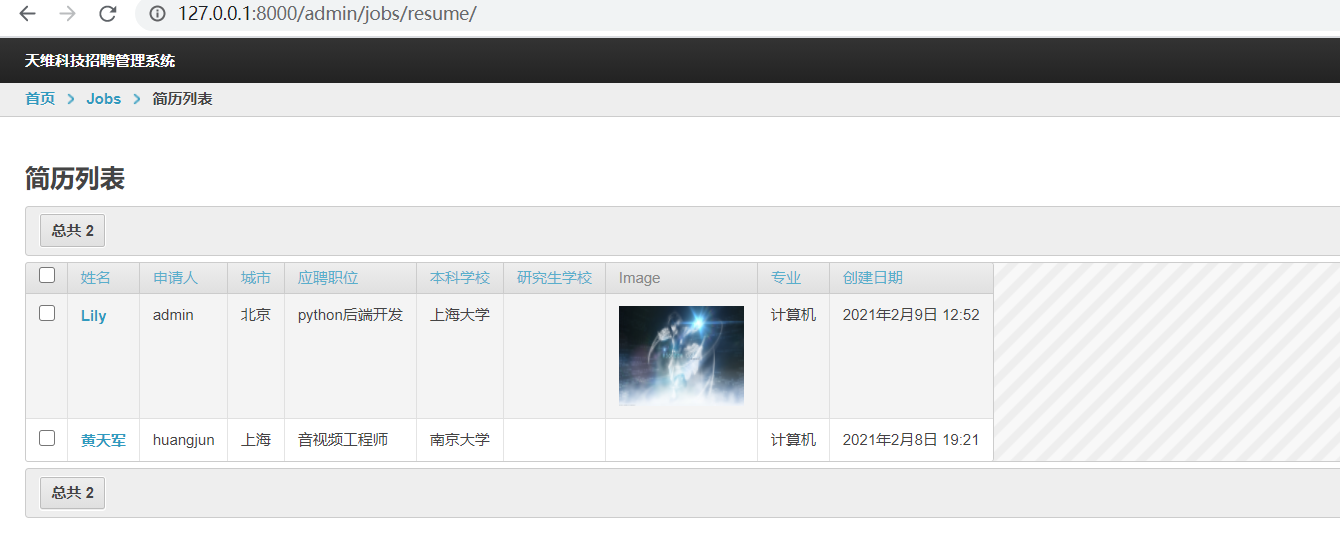 127.0.0.1:8000/admin/jobs/resume/
天维科技招聘管理系统
首页 > Jobs > 简历列表
简历列表
总共 2
姓名 申请人 城市 应聘职位 本科学校 研究生学校 Image 专业 创建日期
Lily admin 北京 python后端开发 上海大学 计算机 2021年2月9日 12:52
黄天军 huangjun 上海 音视频工程师 南京大学 计算机 2021年2月8日 19:21
总共 2